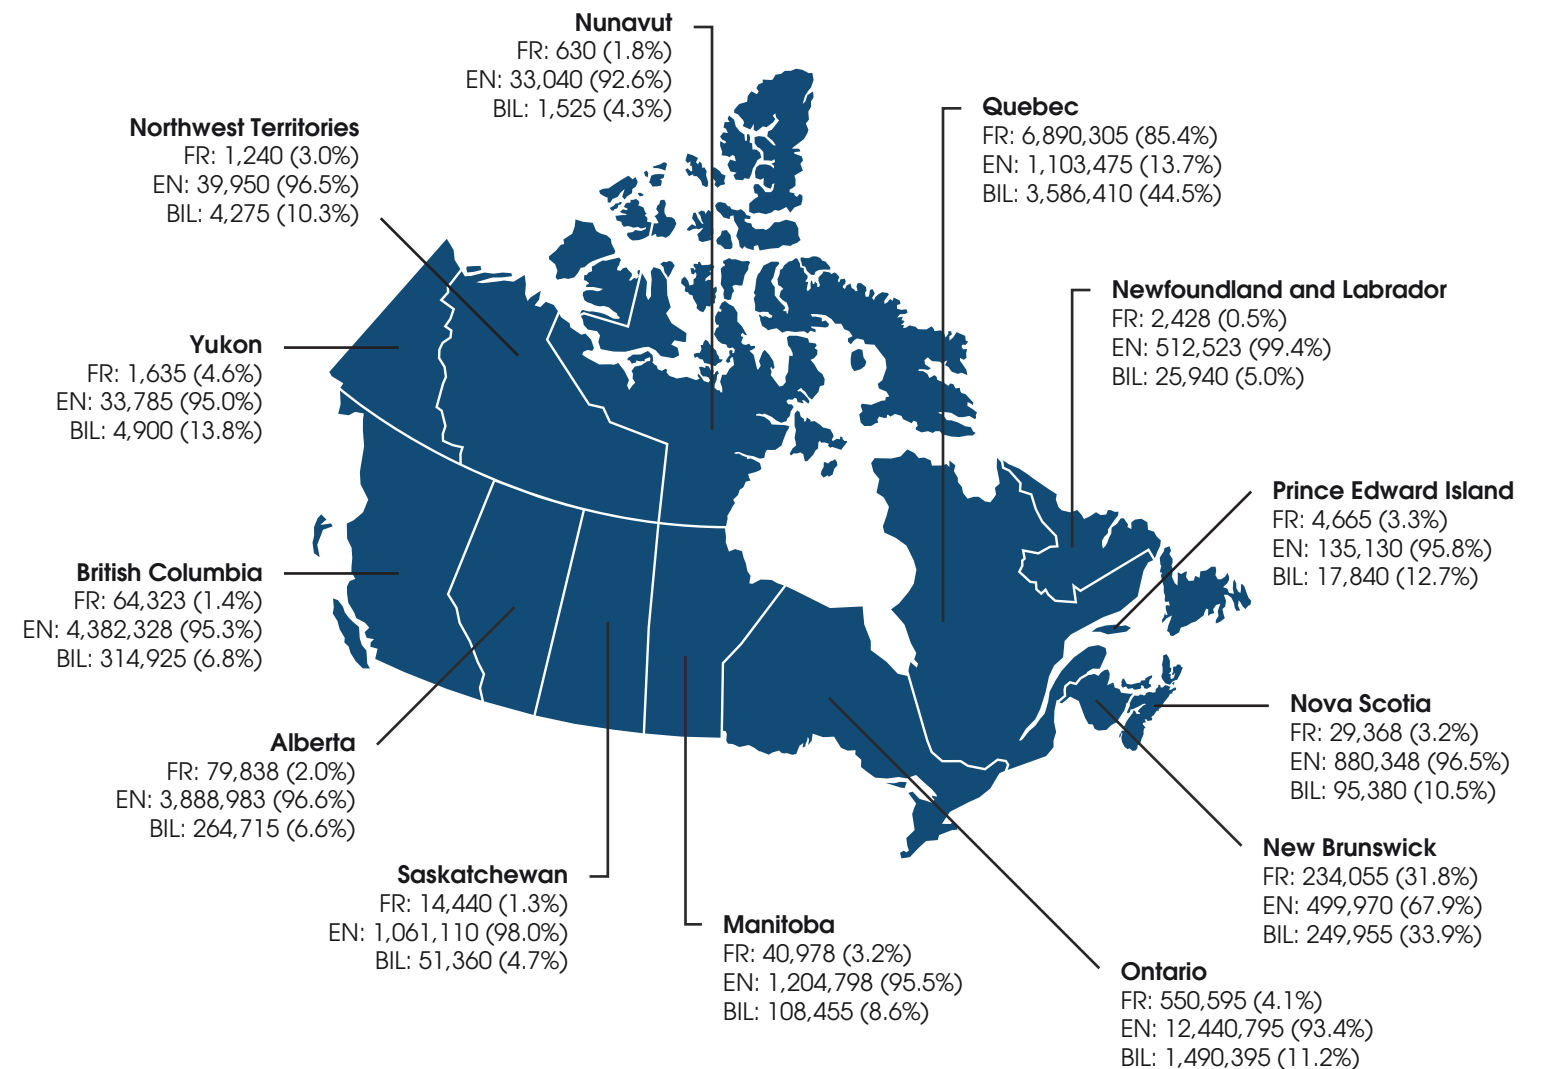 Nunavut
FR: 630 (1.8%)
EN: 33,040 (92.6%)
BIL: 1,525 (4.3%)
Northwest Territories
FR: 1,240 (3.0%)
EN: 39,950 (96.5%)
BIL: 4,275 (10.3%)
Quebec
FR: 6,890,305 (85.4%)
EN: 1,103,475 (13.7%)
BIL: 3,586,410 (44.5%)
Newfoundland and Labrador
FR: 2,428 (0.5%)
EN: 512,523 (99.4%)
BIL: 25,940 (5.0%)
Yukon
FR: 1,635 (4.6%)
EN: 33,785 (95.0%)
BIL: 4,900 (13.8%)
Prince Edward Island
FR: 4,665 (3.3%)
EN: 135,130 (95.8%)
BIL: 17,840 (12.7%)
British Columbia
FR: 64,323 (1.4%)
EN: 4,382,328 (95.3%)
BIL: 314,925 (6.8%)
Nova Scotia
FR: 29,368 (3.2%)
EN: 880,348 (96.5%)
BIL: 95,380 (10.5%)
Alberta
FR: 79,838 (2.0%)
EN: 3,888,983 (96.6%)
BIL: 264,715 (6.6%)
New Brunswick
FR: 234,055 (31.8%)
EN: 499,970 (67.9%)
BIL: 249,955 (33.9%)
Saskatchewan
FR: 14,440 (1.3%)
EN: 1,061,110 (98.0%)
BIL: 51,360 (4.7%)
Manitoba
FR: 40,978 (3.2%)
EN: 1,204,798 (95.5%)
BIL: 108,455 (8.6%)
Ontario
FR: 550,595 (4.1%)
EN: 12,440,795 (93.4%)
BIL: 1,490,395 (11.2%)